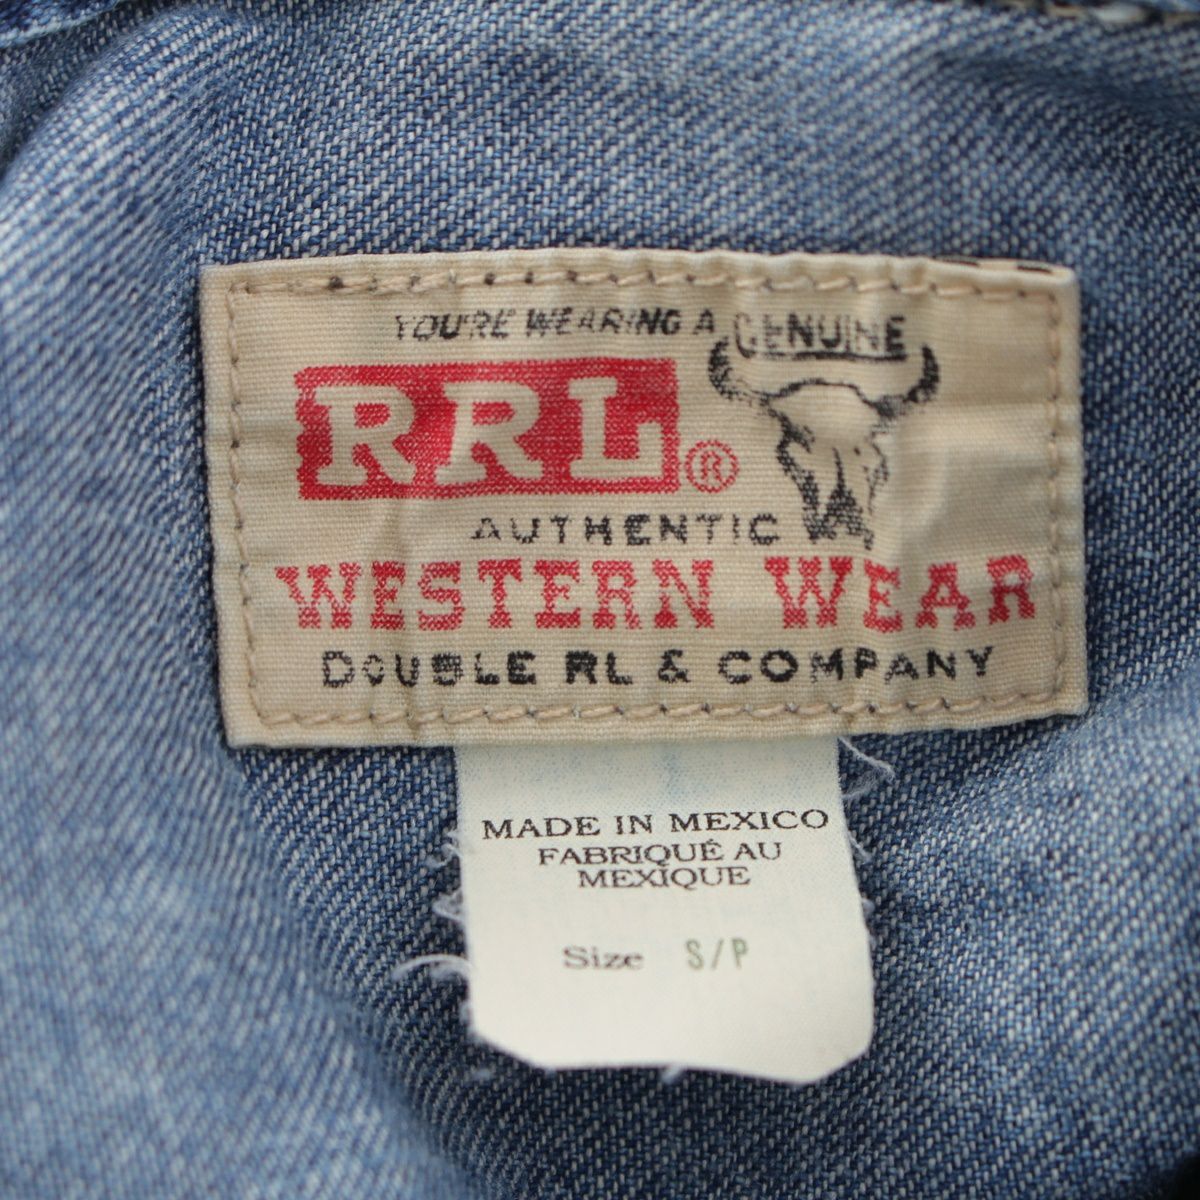 YOU'RE WEARING A GENUINE
RRL®
AUTHENTIC
WESTERN WEAR
DOUBLE RL & COMPANY
MADE IN MEXICO
FABRIQUÉ AU
MEXIQUE
Size S/P